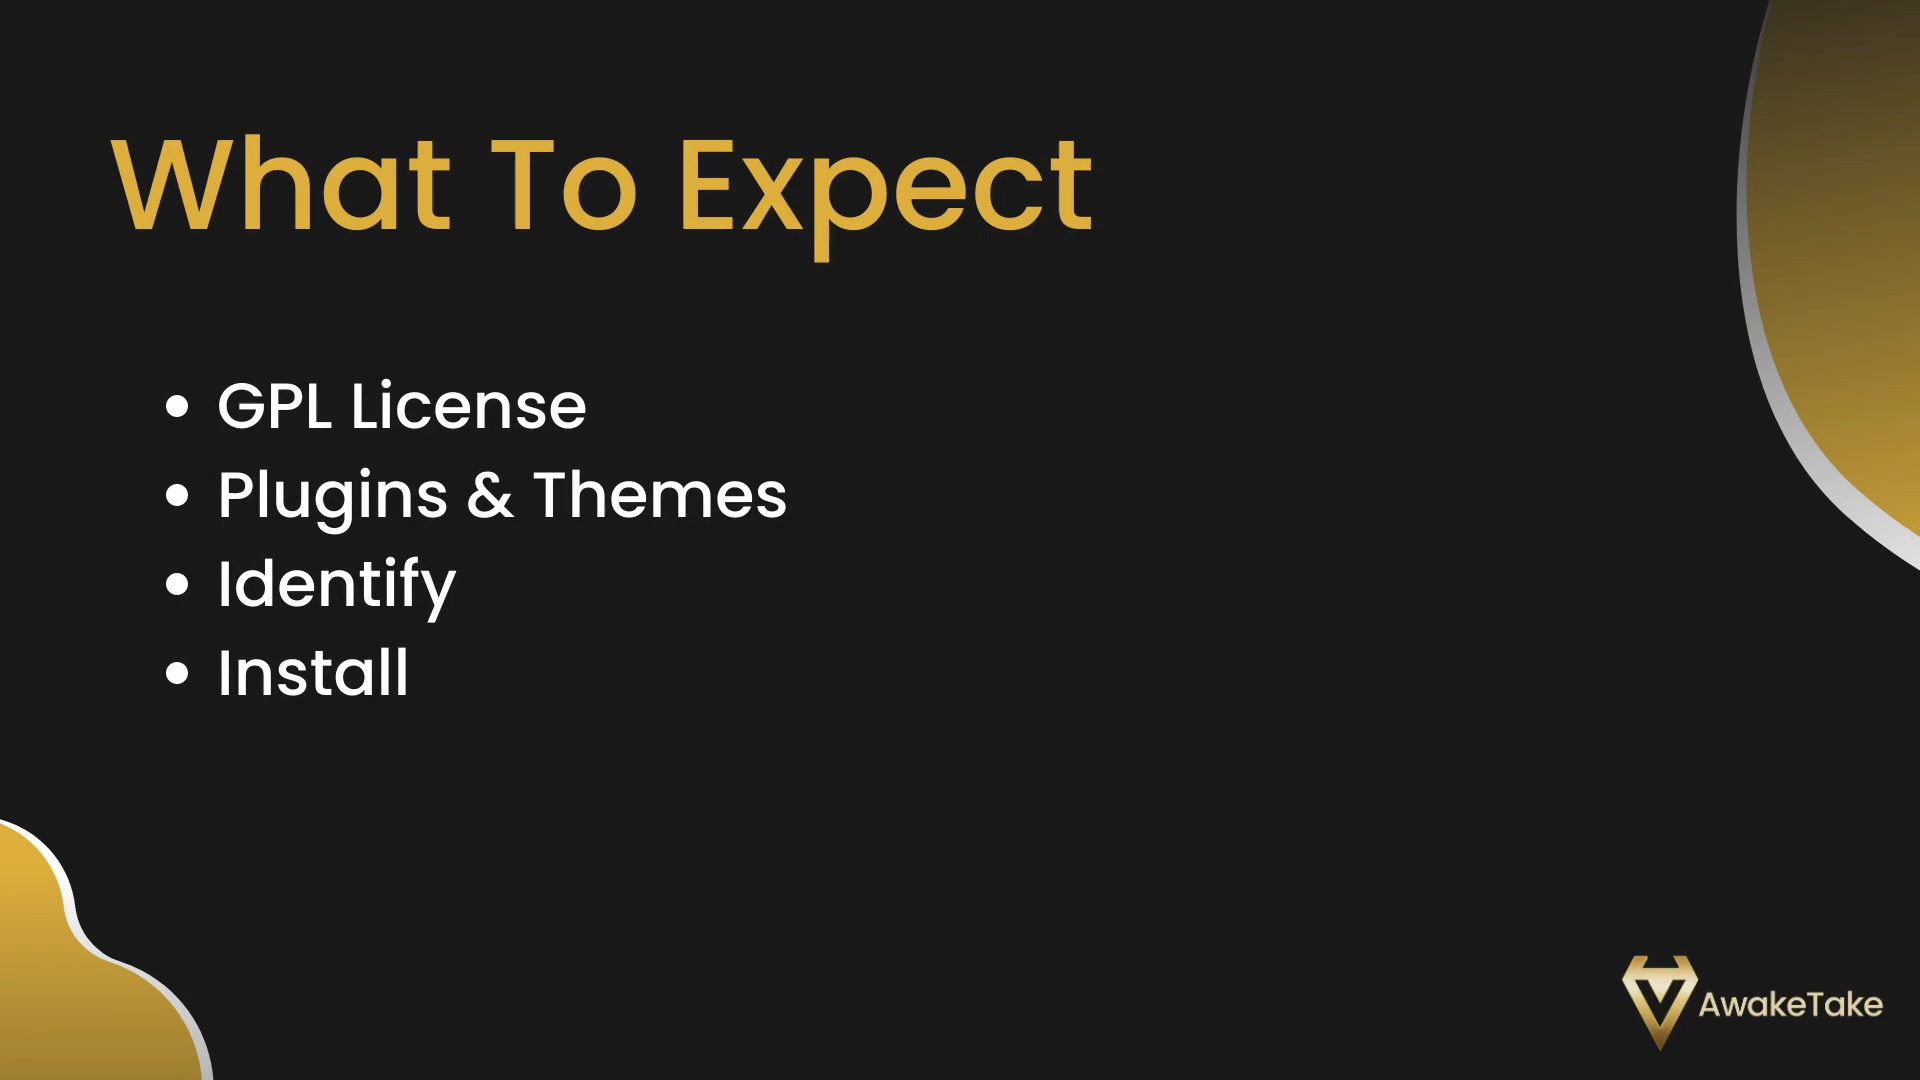 What To Expect
• GPL License
• Plugins & Themes
• Identify
• Install
AwakeTake